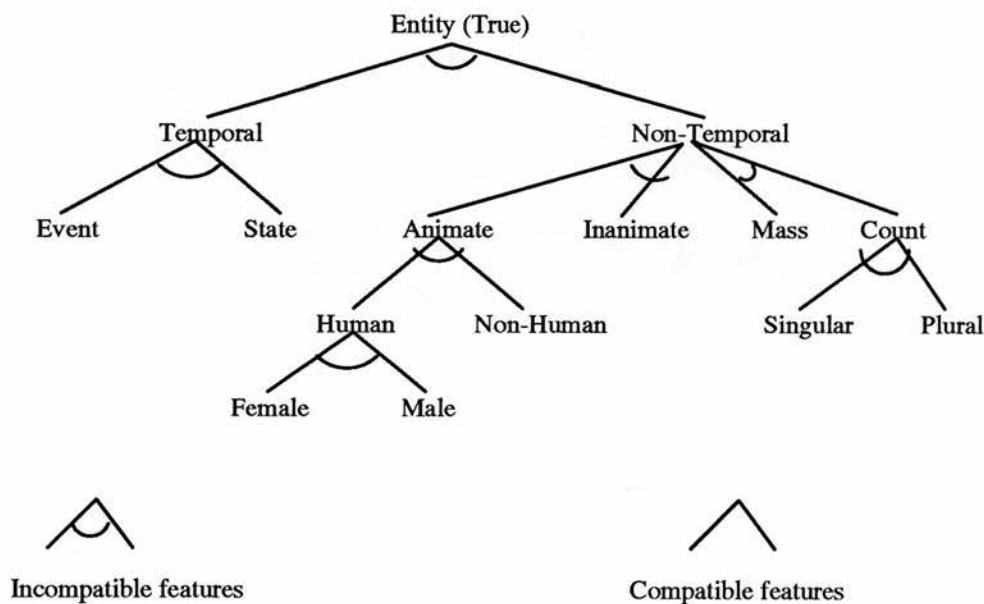 Entity (True)
Temporal Non-Temporal
Event State Animate Inanimate Mass Count
Human Non-Human Singular Plural
Female Male
Incompatible features Compatible features